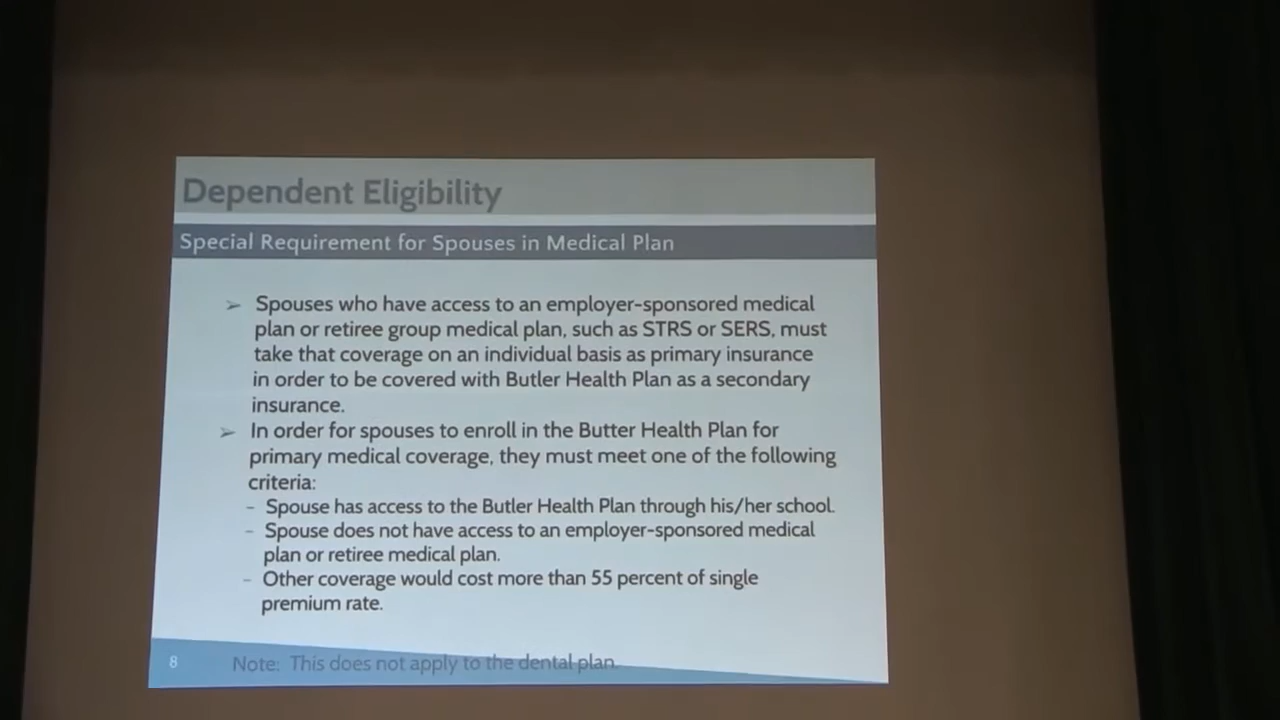 Dependent Eligibility
Special Requirement for Spouses in Medical Plan
➢ Spouses who have access to an employer-sponsored medical
plan or retiree group medical plan, such as STRS or SERS, must
take that coverage on an individual basis as primary insurance
in order to be covered with Butler Health Plan as a secondary
insurance.
➢ In order for spouses to enroll in the Butter Health Plan for
primary medical coverage, they must meet one of the following
criteria:
- Spouse has access to the Butler Health Plan through his/her school.
- Spouse does not have access to an employer-sponsored medical
plan or retiree medical plan.
- Other coverage would cost more than 55 percent of single
premium rate.
8 Note: This does not apply to the dental plan.